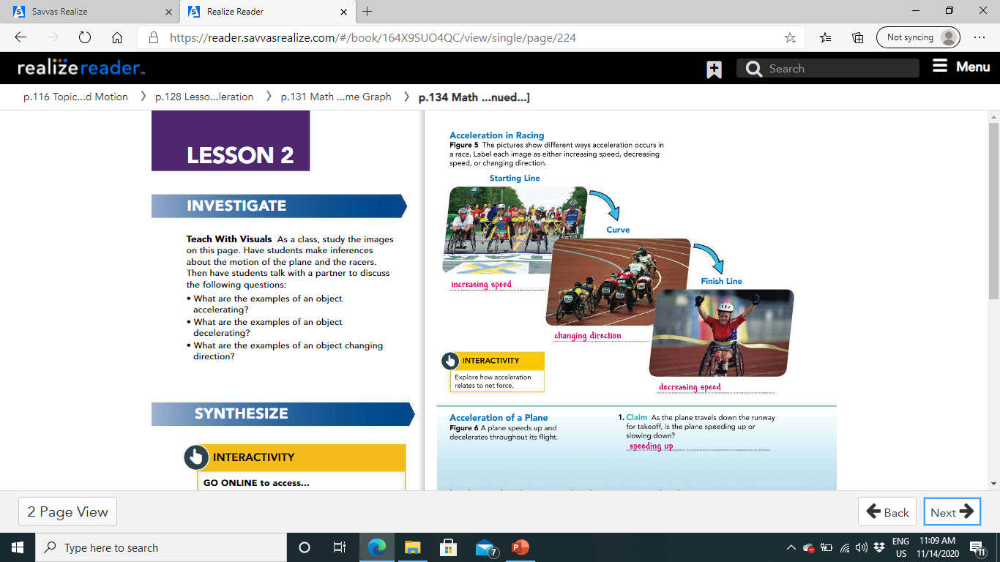 Savvas Realize
Realize Reader
https://reader.savvasrealize.com/#/book/164X9SUO4QC/view/single/page/224
Not syncing
realizereader
Search
Menu
p.116 Topic...d Motion
p.128 Lesso...leration
p.131 Math ...me Graph
p.134 Math ...nued...]
LESSON 2
INVESTIGATE
Teach With Visuals As a class, study the images
on this page. Have students make inferences
about the motion of the plane and the racers.
Then have students talk with a partner to discuss
the following questions:
• What are the examples of an object
accelerating?
• What are the examples of an object
decelerating?
• What are the examples of an object changing
direction?
SYNTHESIZE
INTERACTIVITY
GO ONLINE to access...
Acceleration in Racing
Figure 5 The pictures show different ways acceleration occurs in
a race. Label each image as either increasing speed, decreasing
speed, or changing direction.
Starting Line
increasing speed
Curve
changing direction
Finish Line
decreasing speed
INTERACTIVITY
Explore how acceleration
relates to net force.
Acceleration of a Plane
Figure 6 A plane speeds up and
decelerates throughout its flight.
1. Claim As the plane travels down the runway
for takeoff, is the plane speeding up or
slowing down?
speeding up
2 Page View
Back
Next
Type here to search
7
ENG
US
11:09 AM
11/14/2020
11